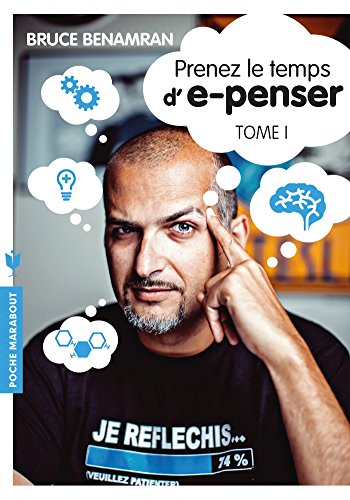 BRUCE BENAMRAN
Prenez le temps
d'e-penser
TOME I
POCHE MARABOUT
JE REFLECHIS...
74 %
(VEUILLEZ PATIENTER)